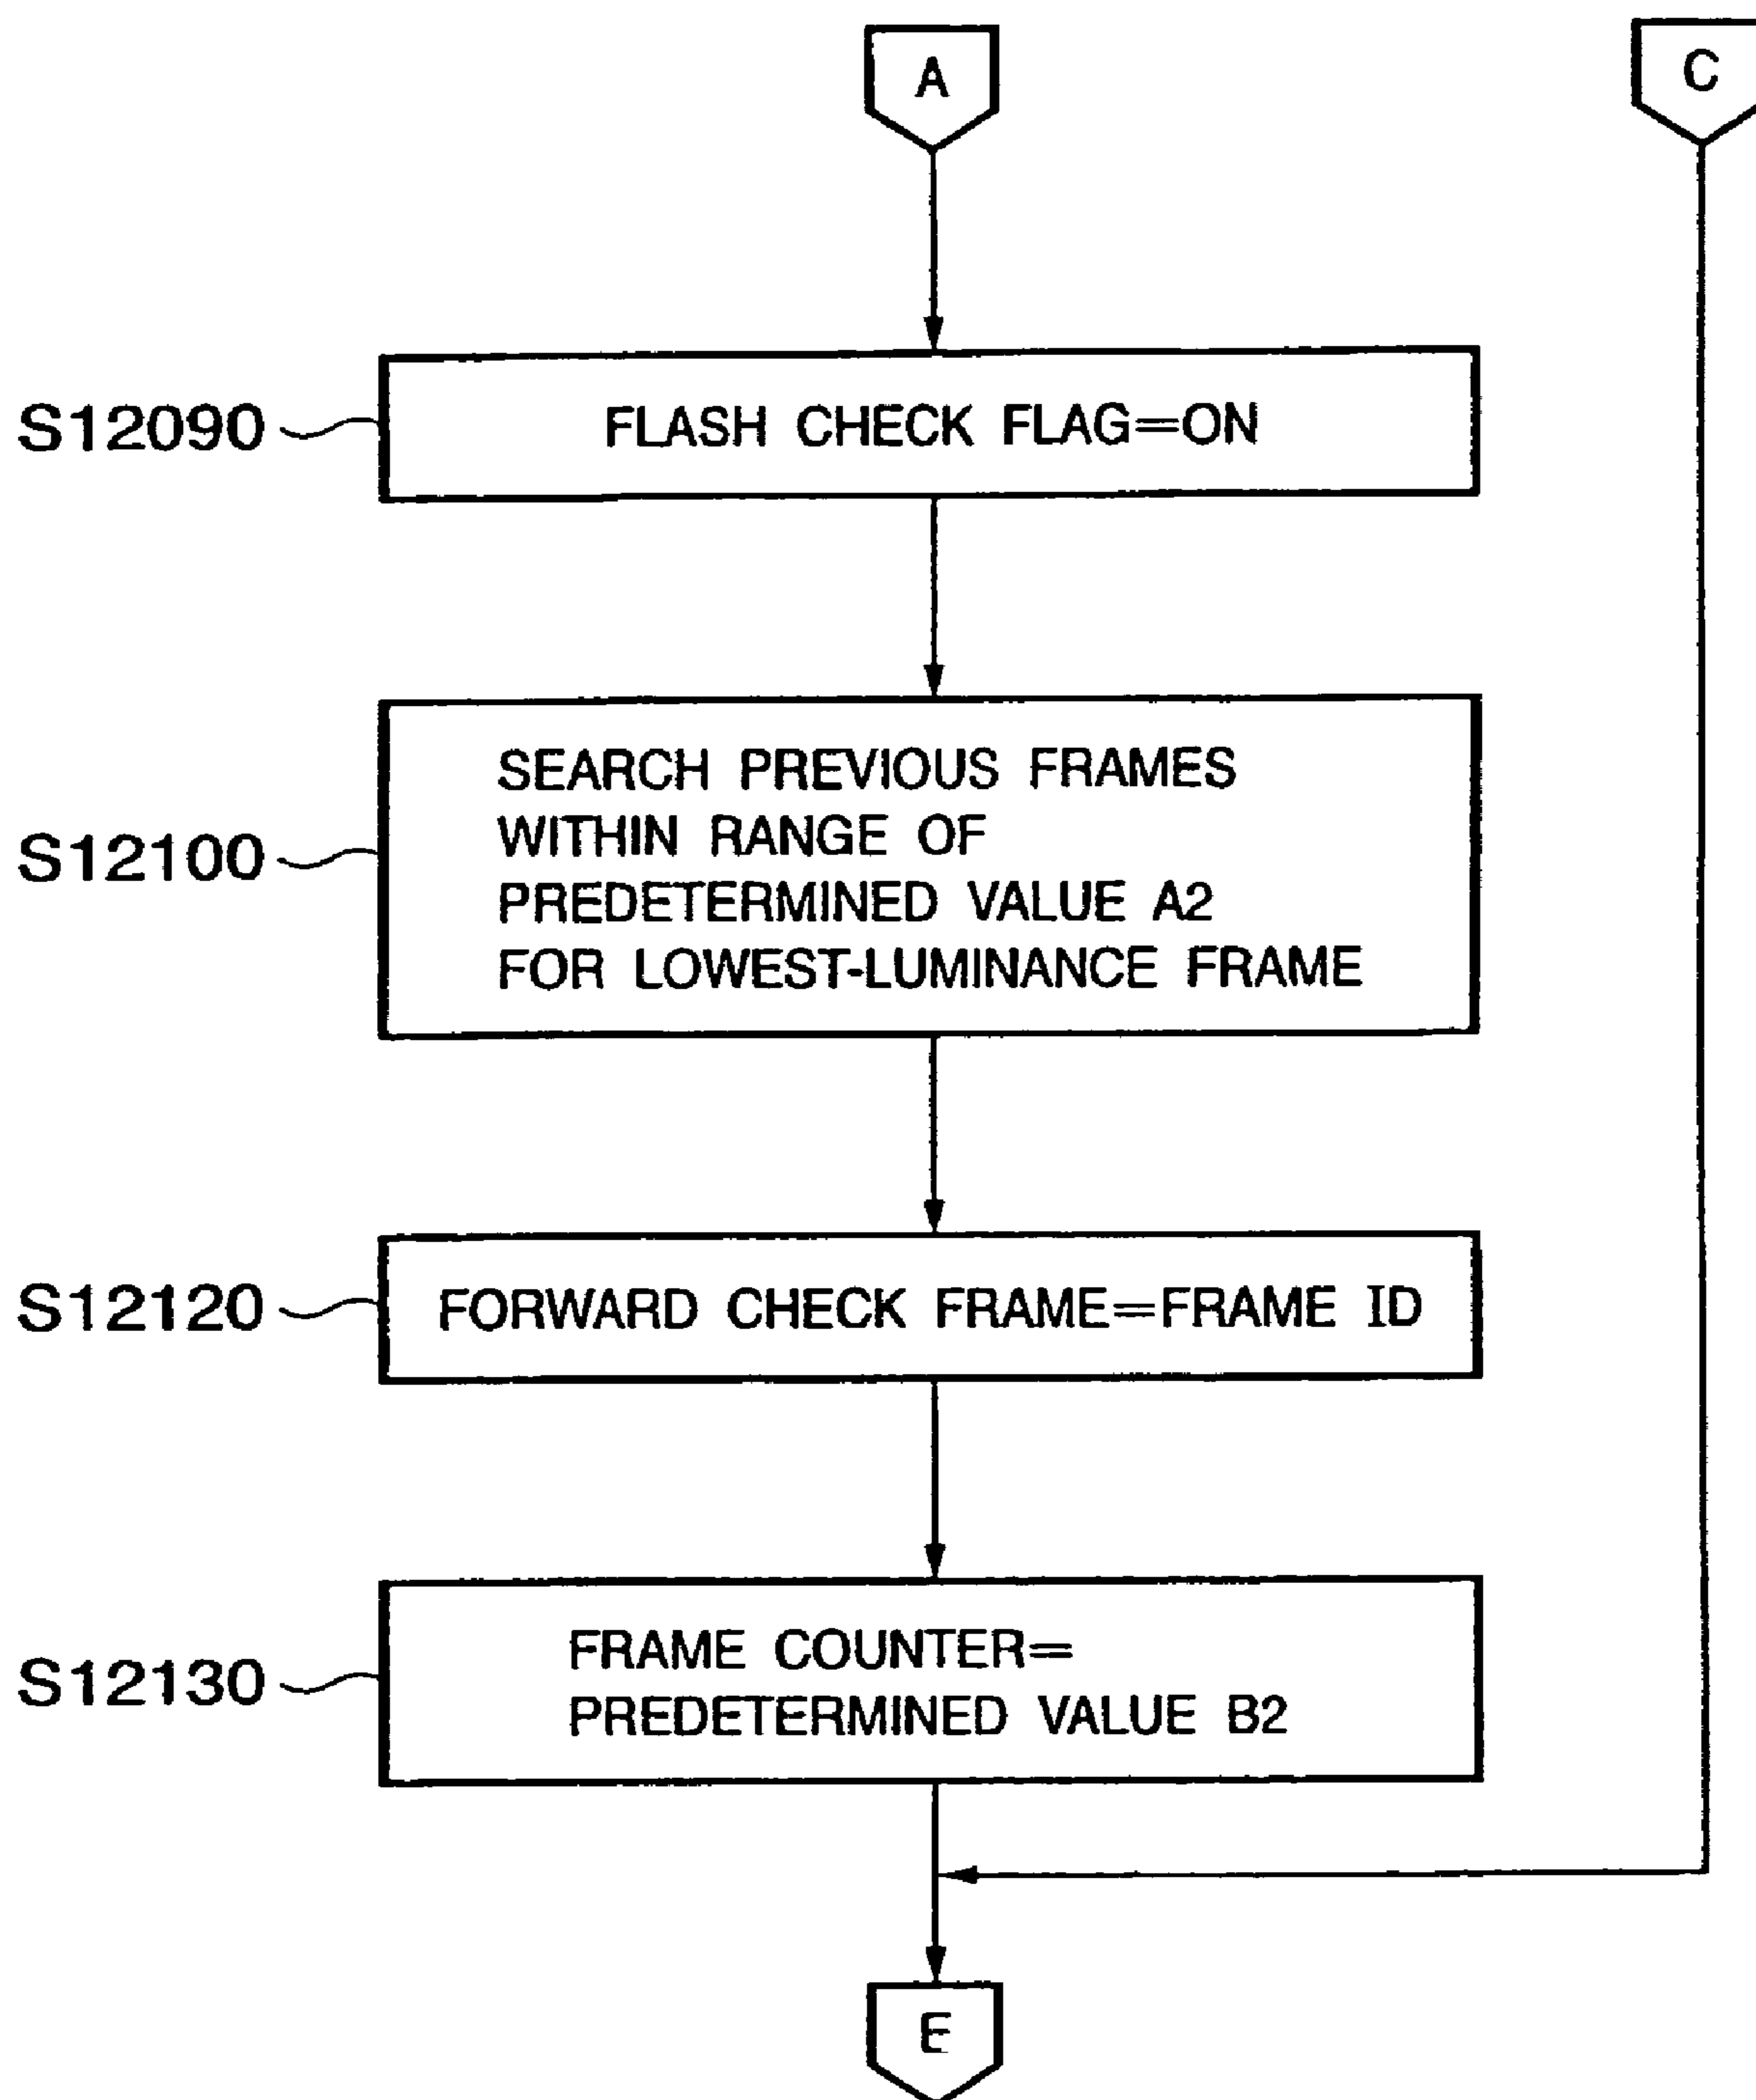 A
C
S12090
FLASH CHECK FLAG=ON
S12100
SEARCH PREVIOUS FRAMES
WITHIN RANGE OF
PREDETERMINED VALUE A2
FOR LOWEST-LUMINANCE FRAME
S12120
FORWARD CHECK FRAME=FRAME ID
S12130
FRAME COUNTER=
PREDETERMINED VALUE B2
E